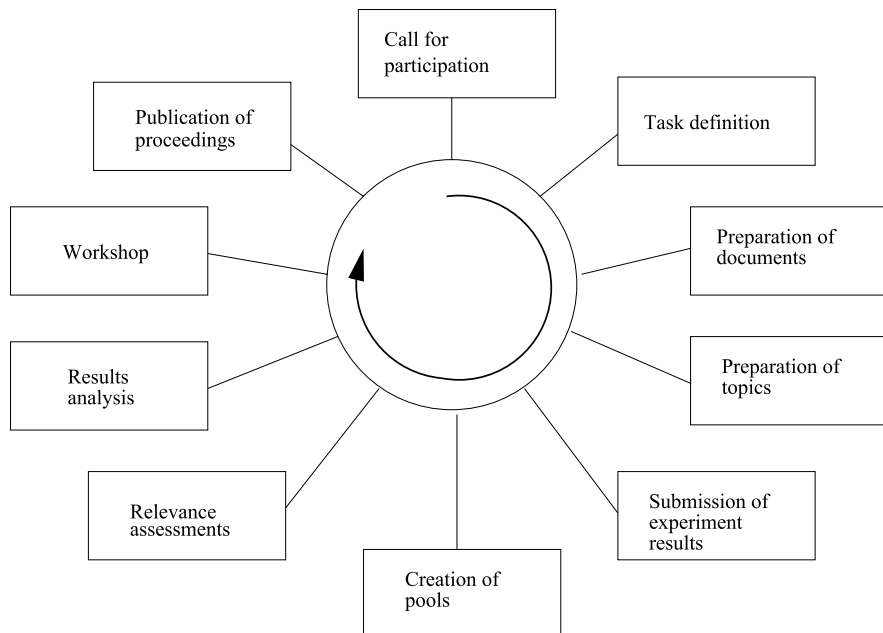 Call for
participation
Task definition
Preparation of
documents
Preparation of
topics
Submission of
experiment
results
Creation of
pools
Relevance
assessments
Results
analysis
Workshop
Publication of
proceedings